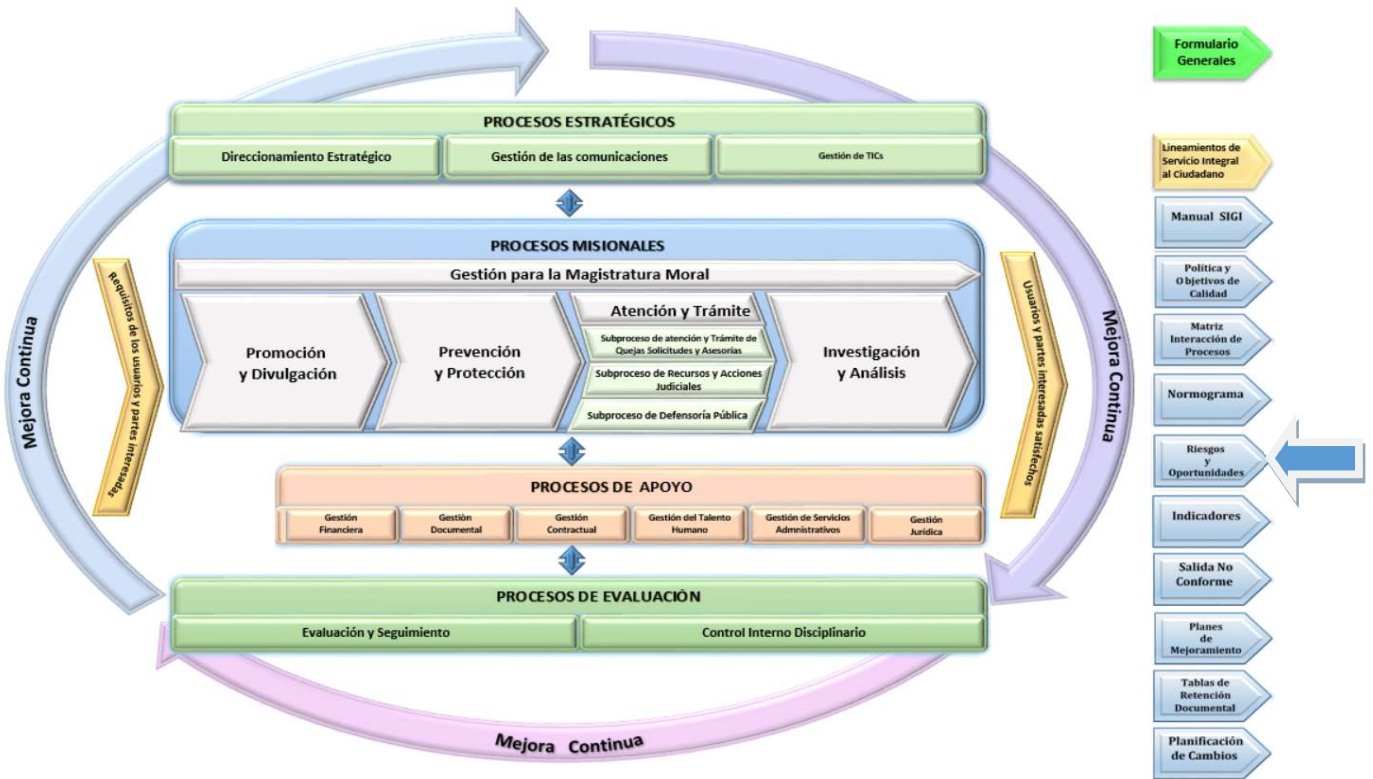 PROCESOS ESTRATÉGICOS
Direccionamiento Estratégico
Gestión de las comunicaciones
Gestión de TICs
PROCESOS MISIONALES
Gestión para la Magistratura Moral
Promoción
y Divulgación
Prevención
y Protección
Atención y Trámite
Subproceso de atención y Trámite de
Quejas Solicitudes y Asesorías
Subproceso de Recursos y Acciones
Judiciales
Subproceso de Defensoría Pública
Investigación
y Análisis
Requisitos de los usuarios y partes interesadas
Usuarios y partes interesadas satisfechos
Mejora Continua
Mejora Continua
PROCESOS DE APOYO
Gestión
Financiera
Gestiòn
Documental
Gestión
Contractual
Gestión del Talento
Humano
Gestión de Servicios
Admnistrativos
Gestión
Jurídica
PROCESOS DE EVALUACIÒN
Evaluación y Seguimiento
Control Interno Disciplinario
Mejora Continua
Formulario
Generales
Lineamientos de
Servicio Integral
al Ciudadano
Manual SIGI
Política y
Objetivos de
Calidad
Matriz
Interacción de
Procesos
Normograma
Riesgos
y
Oportunidades
Indicadores
Salida No
Conforme
Planes
de
Mejoramiento
Tablas de
Retención
Documental
Planificación
de Cambios